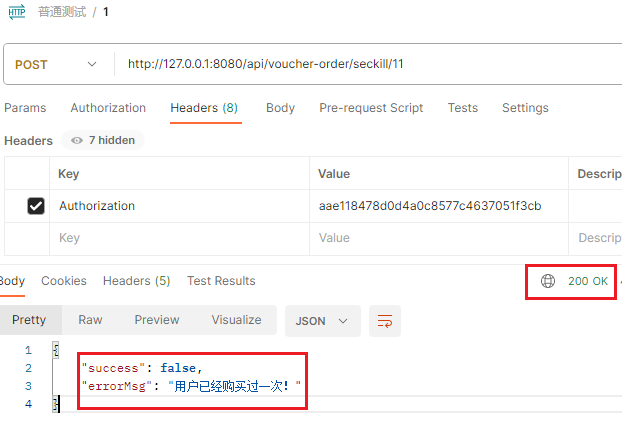 HTTP 普通测试 / 1
POST http://127.0.0.1:8080/api/voucher-order/seckill/11
Params Authorization Headers (8) Body Pre-request Script Tests Settings
Headers 7 hidden
Key Value Descrip
Authorization aae118478d0d4a0c8577c4637051f3cb
Key Value Descrip
Body Cookies Headers (5) Test Results 200 OK
Pretty Raw Preview Visualize JSON
1 {
2 "success": false,
3 "errorMsg": "用户已经购买过一次！"
4 }